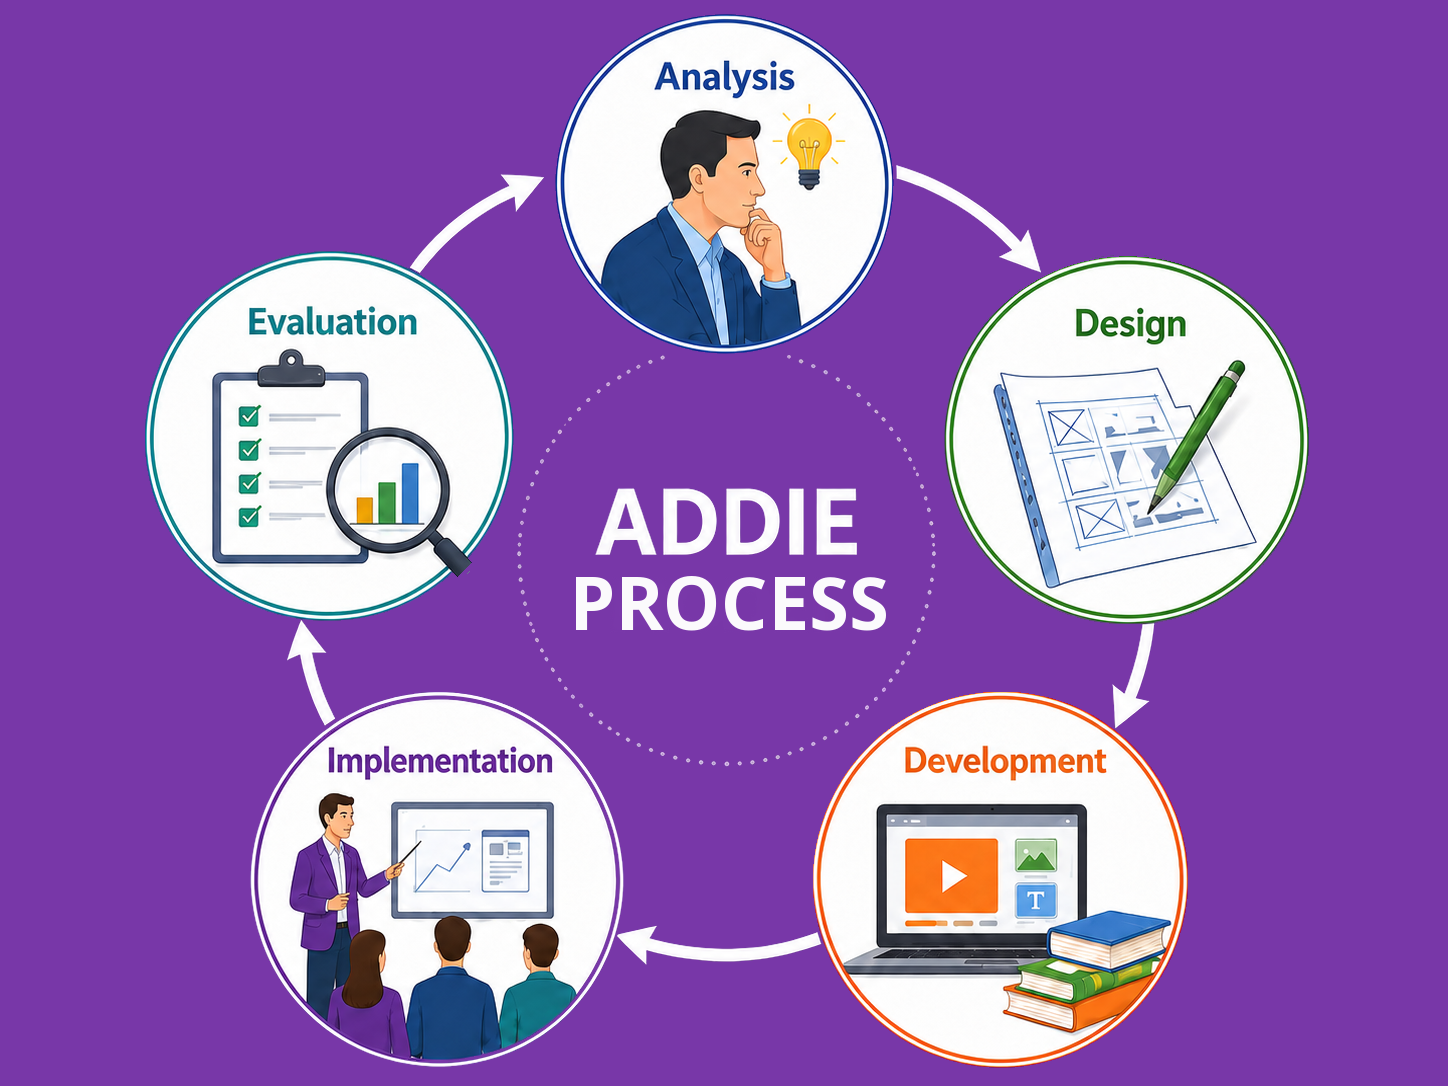 Analysis
Evaluation
Design
ADDIE
PROCESS
Implementation
Development
T